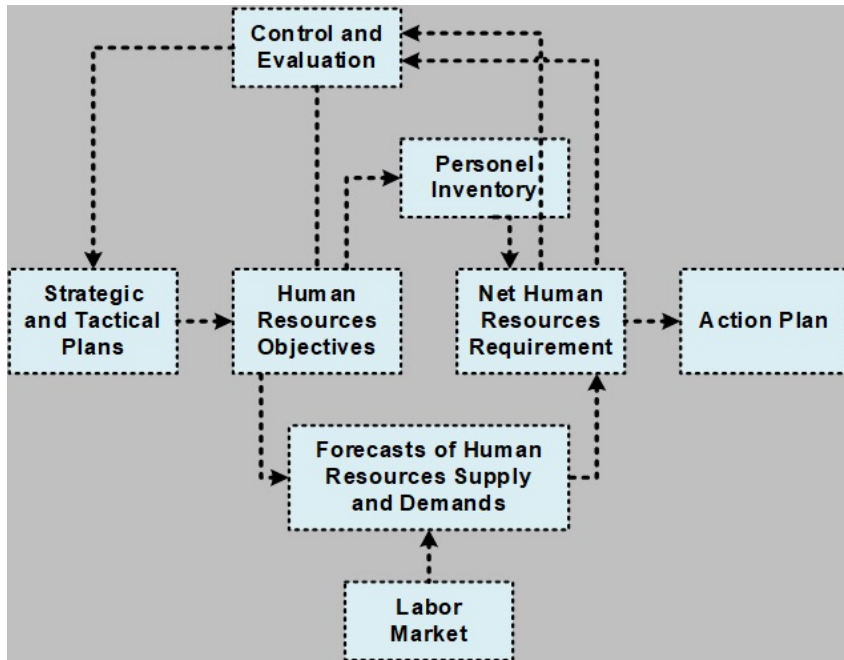 Control and
Evaluation
Personel
Inventory
Strategic
and Tactical
Plans
Human
Resources
Objectives
Net Human
Resources
Requirement
Action Plan
Forecasts of Human
Resources Supply
and Demands
Labor
Market